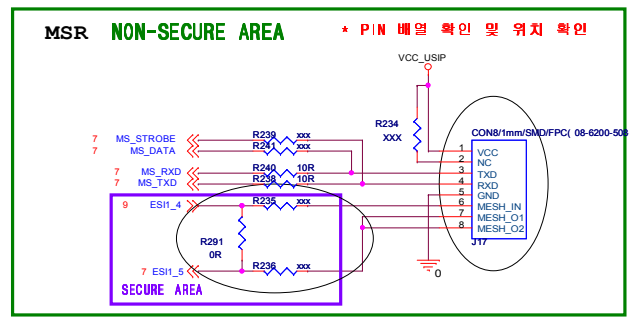 MSR NON-SECURE AREA * PIN 배열 확인 및 위치 확인
VCC_USIP
R234
XXX
CON8/1mm/SMD/FPC( 08-6200-508
7 MS_STROBE R239 xxx
7 MS_DATA R241 xxx
7 MS_RXD R240 10R
7 MS_TXD R238 10R
9 ESI1_4 R235 xxx
R291
0R
7 ESI1_5 R236 xxx
SECURE AREA
1 VCC
2 NC
3 TXD
4 RXD
5 GND
6 MESH_IN
7 MESH_O1
8 MESH_O2
J17
0